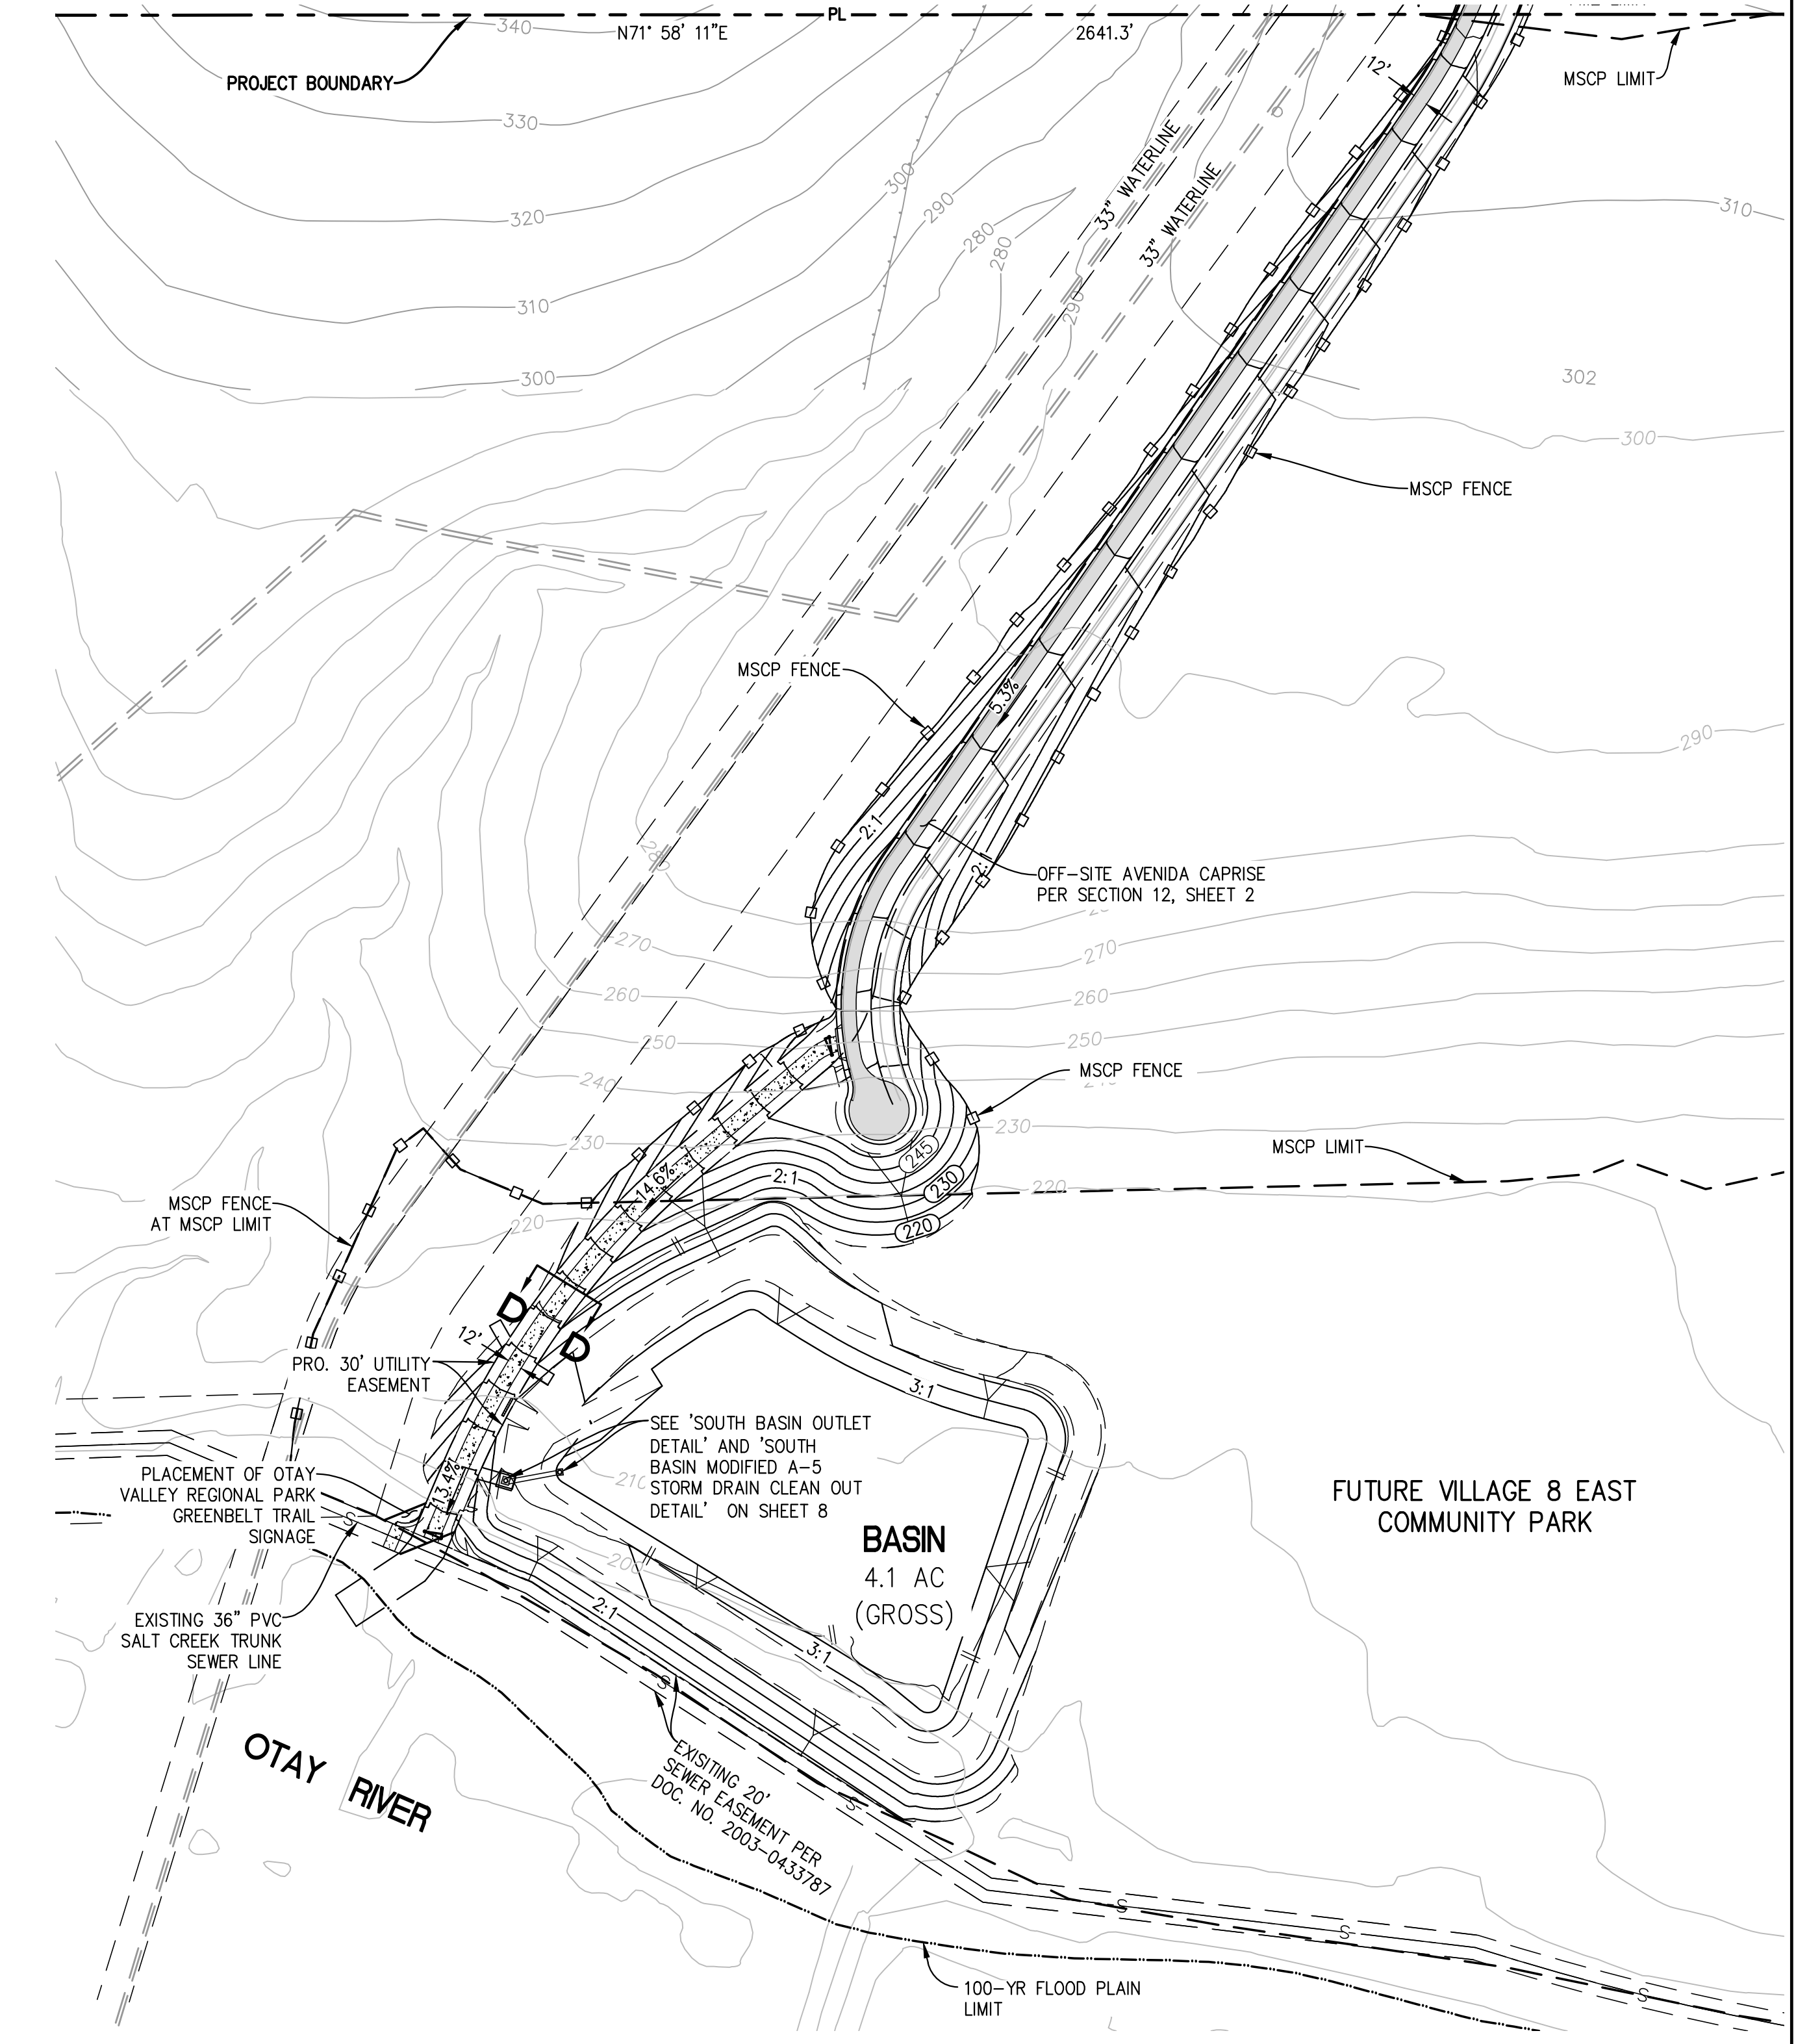 PL
340
N71° 58' 11"E
2641.3'
PROJECT BOUNDARY
12'
MSCP LIMIT
330
33" WATERLINE
33" WATERLINE
300
290
320
280
280
310
310
290
300
302
300
MSCP FENCE
MSCP FENCE
5.3%
290
2:1
280
OFF-SITE AVENIDA CAPRISE
PER SECTION 12, SHEET 2
270
270
260
260
250
250
240
MSCP FENCE
230
230
245
MSCP LIMIT
14.6%
2:1
230
220
MSCP FENCE
AT MSCP LIMIT
220
220
D
D
12'
PRO. 30' UTILITY
EASEMENT
3:1
SEE 'SOUTH BASIN OUTLET
DETAIL' AND 'SOUTH
BASIN MODIFIED A-5
STORM DRAIN CLEAN OUT
DETAIL' ON SHEET 8
210
13.4%
PLACEMENT OF OTAY
VALLEY REGIONAL PARK
GREENBELT TRAIL
SIGNAGE
S
FUTURE VILLAGE 8 EAST
COMMUNITY PARK
BASIN
4.1 AC
(GROSS)
200
2:1
3:1
EXISTING 36" PVC
SALT CREEK TRUNK
SEWER LINE
S
OTAY RIVER
EXISITING 20'
SEWER EASEMENT PER
DOC. NO. 2003-0433787
S
S
S
S
100-YR FLOOD PLAIN
LIMIT